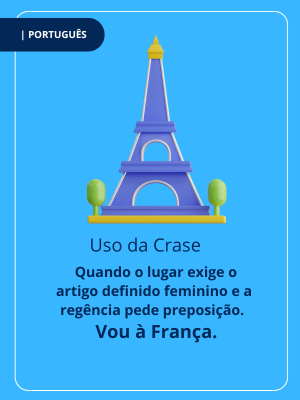 | PORTUGUÊS
Uso da Crase
Quando o lugar exige o
artigo definido feminino e a
regência pede preposição.
Vou à França.